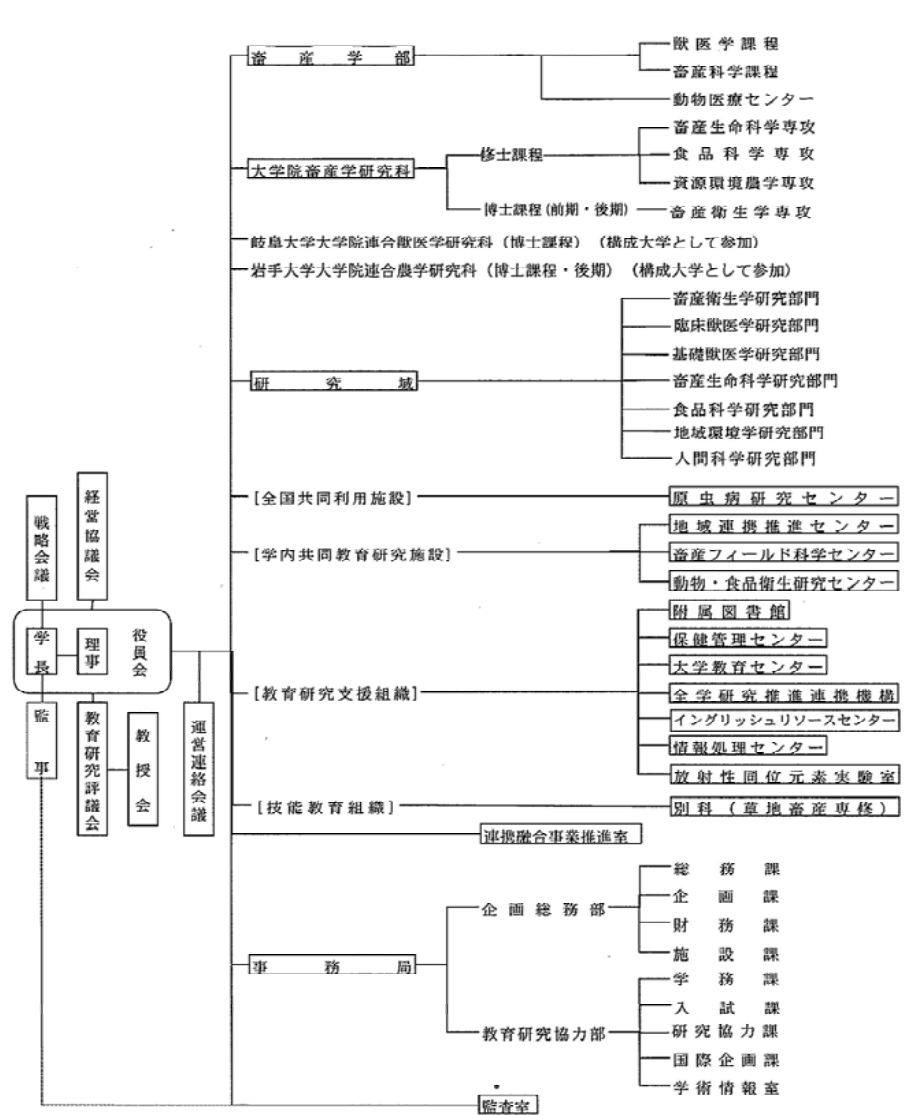 畜産学部
獣医学課程
畜産科学課程
動物医療センター
大学院畜産学研究科
修士課程
畜産生命科学専攻
食品科学専攻
資源環境農学専攻
博士課程(前期・後期)
畜産衛生学専攻
岐阜大学大学院連合獣医学研究科(博士課程)(構成大学として参加)
岩手大学大学院連合農学研究科(博士課程・後期)(構成大学として参加)
研究域
畜産衛生学研究部門
臨床獣医学研究部門
基礎獣医学研究部門
畜産生命科学研究部門
食品科学研究部門
地域環境学研究部門
人間科学研究部門
[全国共同利用施設]
原虫病研究センター
[学内共同教育研究施設]
地域連携推進センター
畜産フィールド科学センター
動物・食品衛生研究センター
戦略会議
経営協議会
学長
理事
役員会
監事
教育研究評議会
教授会
運営連絡会議
[教育研究支援組織]
附属図書館
保健管理センター
大学教育センター
全学研究推進連携機構
イングリッシュリソースセンター
情報処理センター
放射性同位元素実験室
[技能教育組織]
別科(草地畜産専修)
連携融合事業推進室
事務局
企画総務部
総務課
企画課
財務課
施設課
教育研究協力部
学務課
入試課
研究協力課
国際企画課
学術情報室
監査室